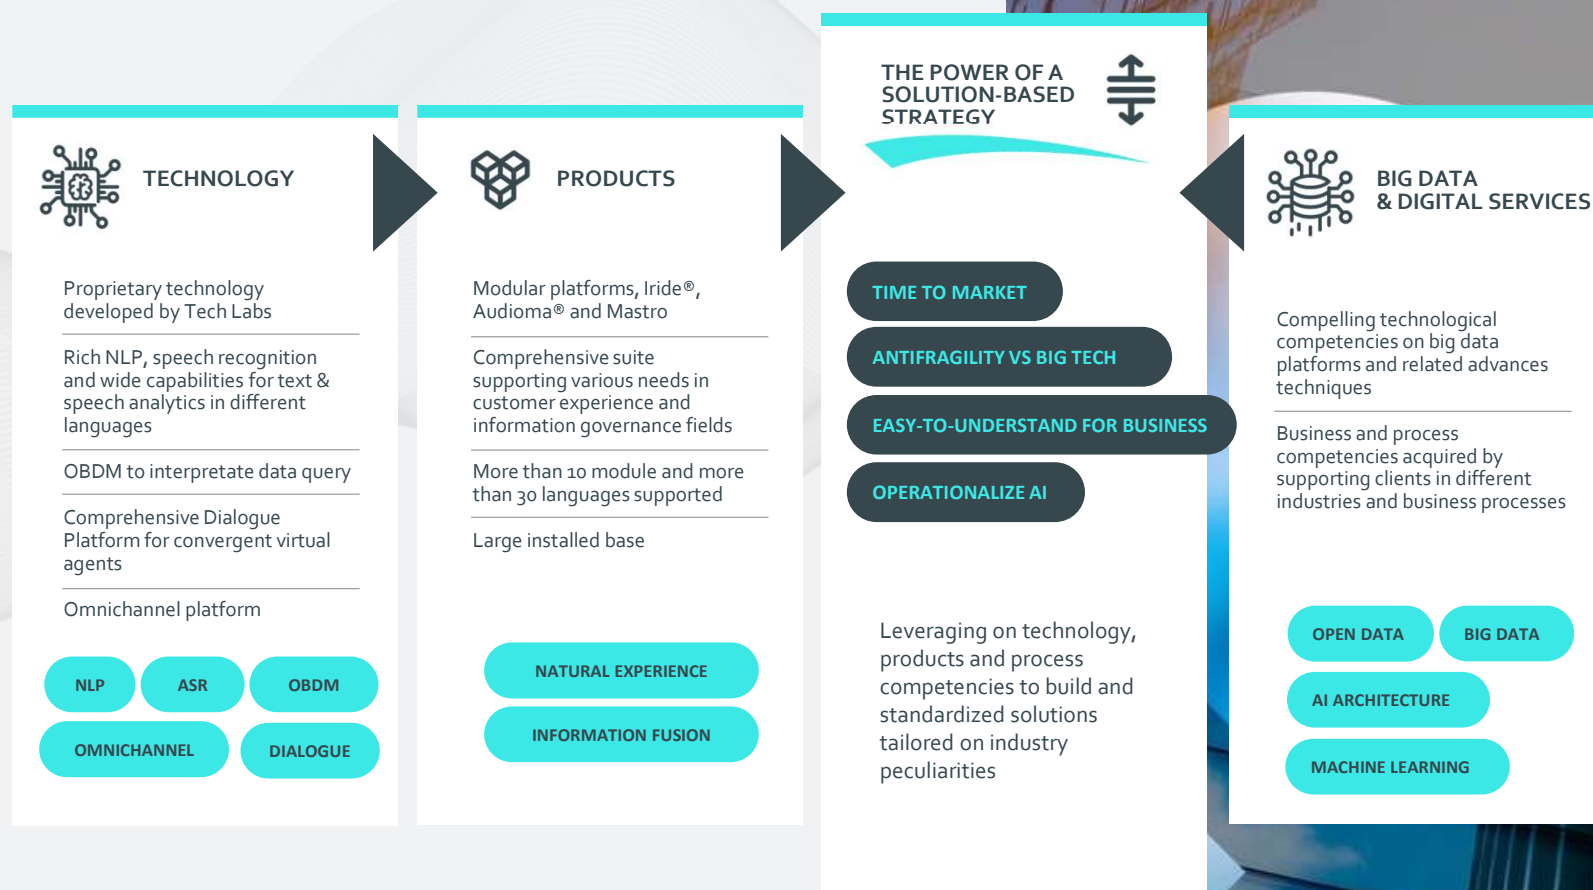 TECHNOLOGY
Proprietary technology
developed by Tech Labs
Rich NLP, speech recognition
and wide capabilities for text &
speech analytics in different
languages
OBDM to interpretate data query
Comprehensive Dialogue
Platform for convergent virtual
agents
Omnichannel platform
NLP
ASR
OBDM
OMNICHANNEL
DIALOGUE
PRODUCTS
Modular platforms, Iride®,
Audioma® and Mastro
Comprehensive suite
supporting various needs in
customer experience and
information governance fields
More than 10 module and more
than 30 languages supported
Large installed base
NATURAL EXPERIENCE
INFORMATION FUSION
THE POWER OF A
SOLUTION-BASED
STRATEGY
TIME TO MARKET
ANTIFRAGILITY VS BIG TECH
EASY-TO-UNDERSTAND FOR BUSINESS
OPERATIONALIZE AI
Leveraging on technology,
products and process
competencies to build and
standardized solutions
tailored on industry
peculiarities
BIG DATA
& DIGITAL SERVICES
Compelling technological
competencies on big data
platforms and related advances
techniques
Business and process
competencies acquired by
supporting clients in different
industries and business processes
OPEN DATA
BIG DATA
AI ARCHITECTURE
MACHINE LEARNING